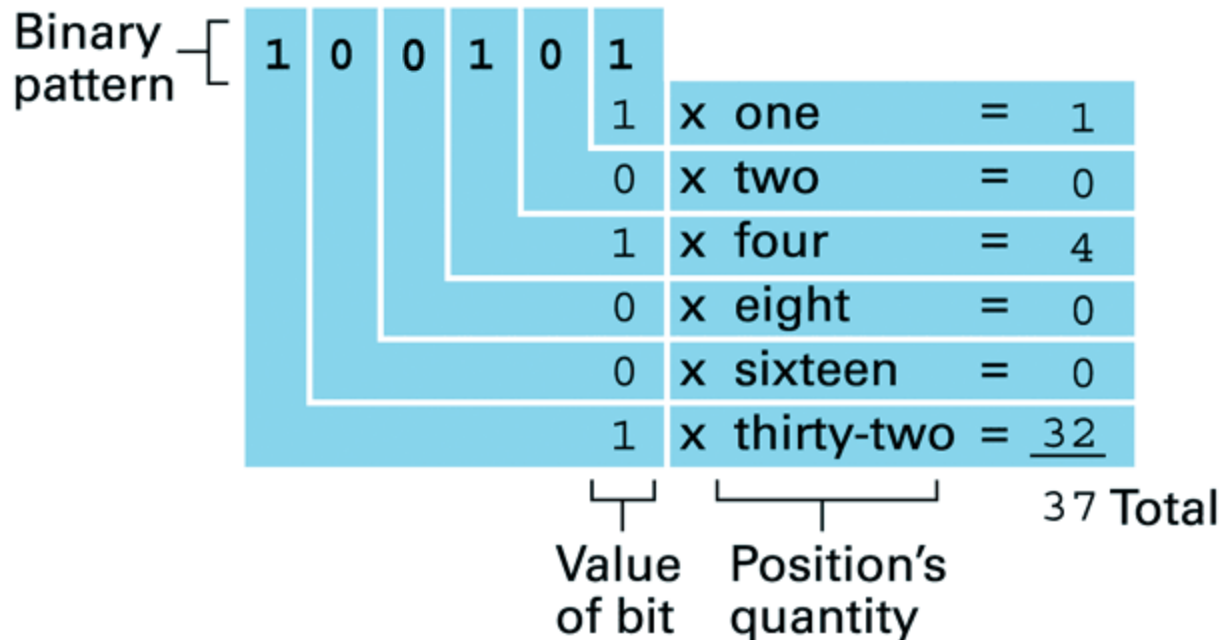 Binary
pattern
1 0 0 1 0 1
1 x one = 1
0 x two = 0
1 x four = 4
0 x eight = 0
0 x sixteen = 0
1 x thirty-two = 32
37 Total
Value
of bit
Position's
quantity